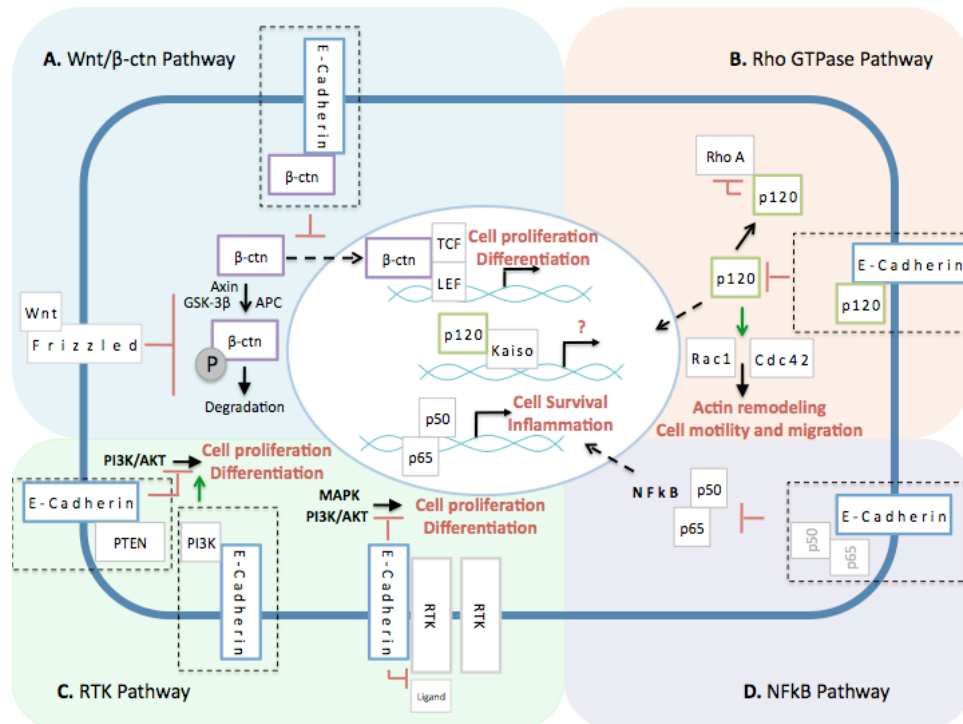 A. Wnt/β-ctn Pathway
E-Cadherin
β-ctn
β-ctn
Axin
GSK-3β
APC
Wnt
Frizzled
β-ctn
P
Degradation
β-ctn
TCF
LEF
Cell proliferation
Differentiation
p120
Kaiso
?
p50
p65
Cell Survival
Inflammation
B. Rho GTPase Pathway
Rho A
p120
p120
E-Cadherin
p120
Rac1
Cdc42
Actin remodeling
Cell motility and migration
PI3K/AKT
Cell proliferation
Differentiation
E-Cadherin
PTEN
PI3K
E-Cadherin
MAPK
PI3K/AKT
Cell proliferation
Differentiation
E-Cadherin
RTK
RTK
Ligand
C. RTK Pathway
NFkB
p50
p65
E-Cadherin
p50
p65
D. NFkB Pathway